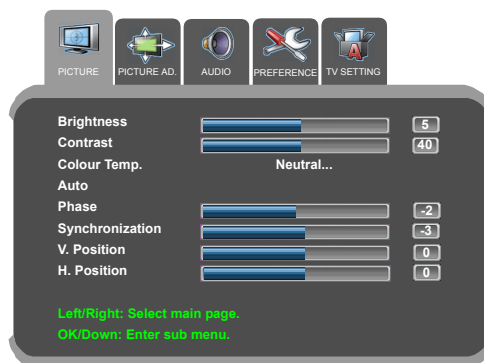 PICTURE PICTURE AD. AUDIO PREFERENCE TV SETTING
Brightness 5
Contrast 40
Colour Temp. Neutral...
Auto
Phase -2
Synchronization -3
V. Position 0
H. Position 0
Left/Right: Select main page.
OK/Down: Enter sub menu.